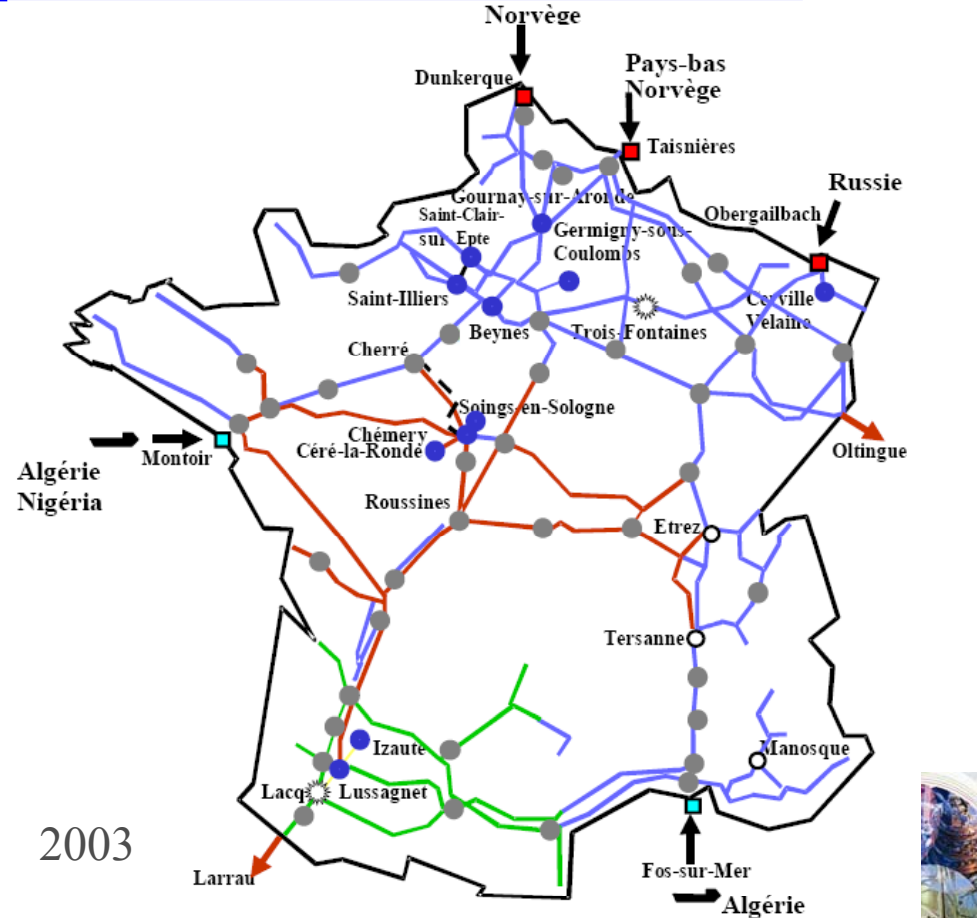 Norvège
Dunkerque
Pays-bas
Norvège
Taisnières
Russie
Gournay-sur-Aronde
Obergailbach
Saint-Clair-
sur Epte
Germigny-sous-
Coulombs
Saint-Illiers
Beynes
Trois-Fontaines
Cerville
Velaine
Cherré
Soings-en-Sologne
Chémery
Céré-la-Ronde
Oltingue
Montoir
Algérie
Nigéria
Roussines
Etrez
Tersanne
Izaute
Manosque
Lacq
Lussagnet
2003
Larrau
Fos-sur-Mer
Algérie